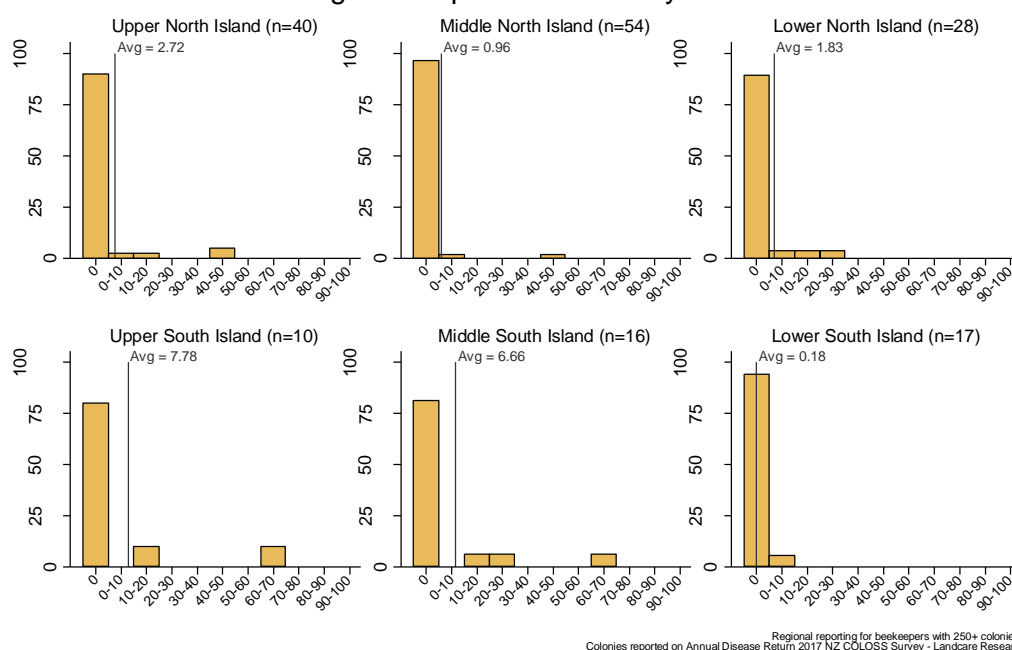 Upper North Island (n=40)
Middle North Island (n=54)
Lower North Island (n=28)
Avg = 2.72
Avg = 0.96
Avg = 1.83
100
75
50
25
0
100
75
50
25
0
100
75
50
25
0
0 0-10 10-20 20-30 30-40 40-50 50-60 60-70 70-80 80-90 90-100
0 0-10 10-20 20-30 30-40 40-50 50-60 60-70 70-80 80-90 90-100
0 0-10 10-20 20-30 30-40 40-50 50-60 60-70 70-80 80-90 90-100
Upper South Island (n=10)
Middle South Island (n=16)
Lower South Island (n=17)
Avg = 7.78
Avg = 6.66
Avg = 0.18
100
75
50
25
0
100
75
50
25
0
100
75
50
25
0
0 0-10 10-20 20-30 30-40 40-50 50-60 60-70 70-80 80-90 90-100
0 0-10 10-20 20-30 30-40 40-50 50-60 60-70 70-80 80-90 90-100
0 0-10 10-20 20-30 30-40 40-50 50-60 60-70 70-80 80-90 90-100
Regional reporting for beekeepers with 250+ colonie
Colonies reported on Annual Disease Return 2017 NZ COLOSS Survey - Landcare Resear